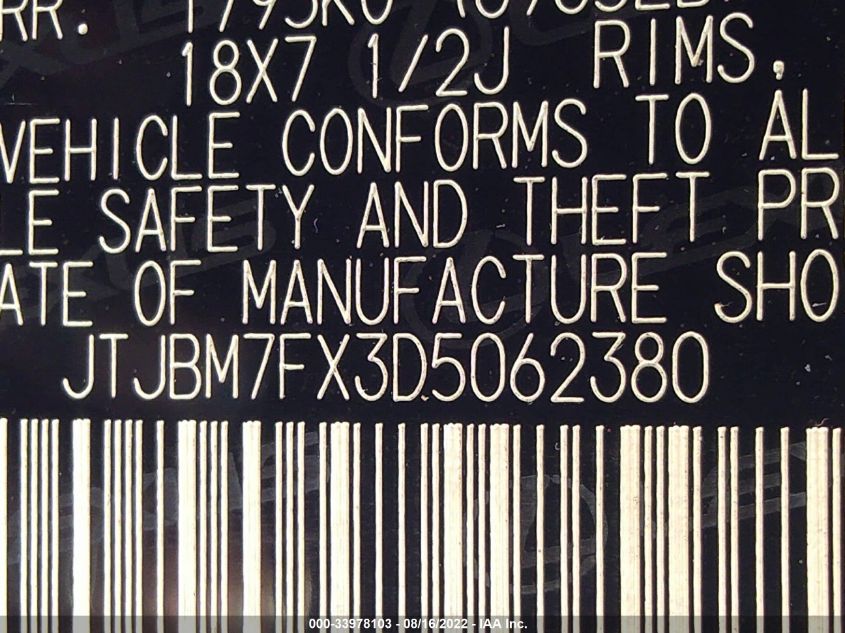 RR.
18X7 1/2J RIMS,
VEHICLE CONFORMS TO AL
LE SAFETY AND THEFT PR
ATE OF MANUFACTURE SHO
JTJBM7FX3D5062380
000-33978103 - 08/16/2022 - IAA Inc.